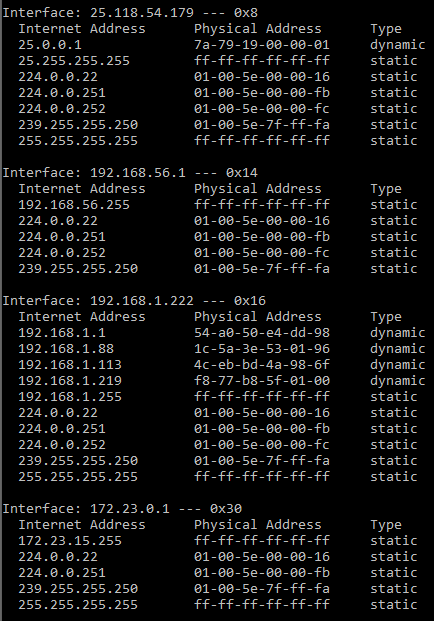 Interface: 25.118.54.179 --- 0x8
  Internet Address      Physical Address      Type
  25.0.0.1              7a-79-19-00-00-01     dynamic
  25.255.255.255        ff-ff-ff-ff-ff-ff     static
  224.0.0.22            01-00-5e-00-00-16     static
  224.0.0.251           01-00-5e-00-00-fb     static
  224.0.0.252           01-00-5e-00-00-fc     static
  239.255.255.250       01-00-5e-7f-ff-fa     static
  255.255.255.255       ff-ff-ff-ff-ff-ff     static

Interface: 192.168.56.1 --- 0x14
  Internet Address      Physical Address      Type
  192.168.56.255        ff-ff-ff-ff-ff-ff     static
  224.0.0.22            01-00-5e-00-00-16     static
  224.0.0.251           01-00-5e-00-00-fb     static
  224.0.0.252           01-00-5e-00-00-fc     static
  239.255.255.250       01-00-5e-7f-ff-fa     static

Interface: 192.168.1.222 --- 0x16
  Internet Address      Physical Address      Type
  192.168.1.1           54-a0-50-e4-dd-98     dynamic
  192.168.1.88          1c-5a-3e-53-01-96     dynamic
  192.168.1.113         4c-eb-bd-4a-98-6f     dynamic
  192.168.1.219         f8-77-b8-5f-01-00     dynamic
  192.168.1.255         ff-ff-ff-ff-ff-ff     static
  224.0.0.22            01-00-5e-00-00-16     static
  224.0.0.251           01-00-5e-00-00-fb     static
  224.0.0.252           01-00-5e-00-00-fc     static
  239.255.255.250       01-00-5e-7f-ff-fa     static
  255.255.255.255       ff-ff-ff-ff-ff-ff     static

Interface: 172.23.0.1 --- 0x30
  Internet Address      Physical Address      Type
  172.23.15.255         ff-ff-ff-ff-ff-ff     static
  224.0.0.22            01-00-5e-00-00-16     static
  224.0.0.251           01-00-5e-00-00-fb     static
  239.255.255.250       01-00-5e-7f-ff-fa     static
  255.255.255.255       ff-ff-ff-ff-ff-ff     static